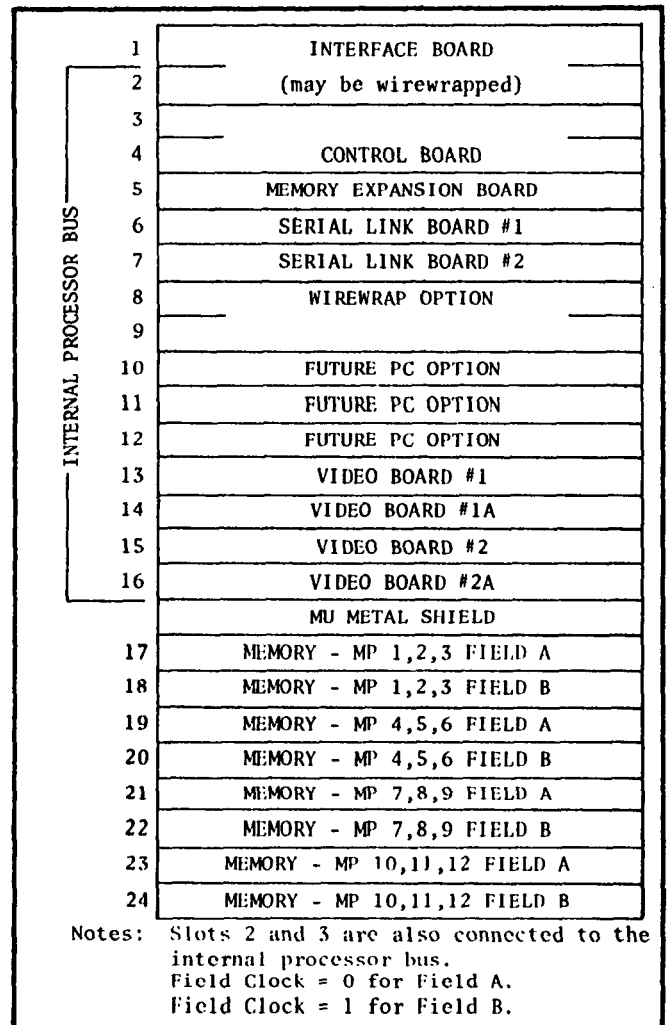 1 INTERFACE BOARD
2 (may be wirewrapped)
3
4 CONTROL BOARD
5 MEMORY EXPANSION BOARD
6 SERIAL LINK BOARD #1
7 SERIAL LINK BOARD #2
8 WIREWRAP OPTION
9
10 FUTURE PC OPTION
11 FUTURE PC OPTION
12 FUTURE PC OPTION
13 VIDEO BOARD #1
14 VIDEO BOARD #1A
15 VIDEO BOARD #2
16 VIDEO BOARD #2A
INTERNAL PROCESSOR BUS
MU METAL SHIELD
17 MEMORY - MP 1,2,3 FIELD A
18 MEMORY - MP 1,2,3 FIELD B
19 MEMORY - MP 4,5,6 FIELD A
20 MEMORY - MP 4,5,6 FIELD B
21 MEMORY - MP 7,8,9 FIELD A
22 MEMORY - MP 7,8,9 FIELD B
23 MEMORY - MP 10,11,12 FIELD A
24 MEMORY - MP 10,11,12 FIELD B
Notes: Slots 2 and 3 are also connected to the
internal processor bus.
Field Clock = 0 for Field A.
Field Clock = 1 for Field B.